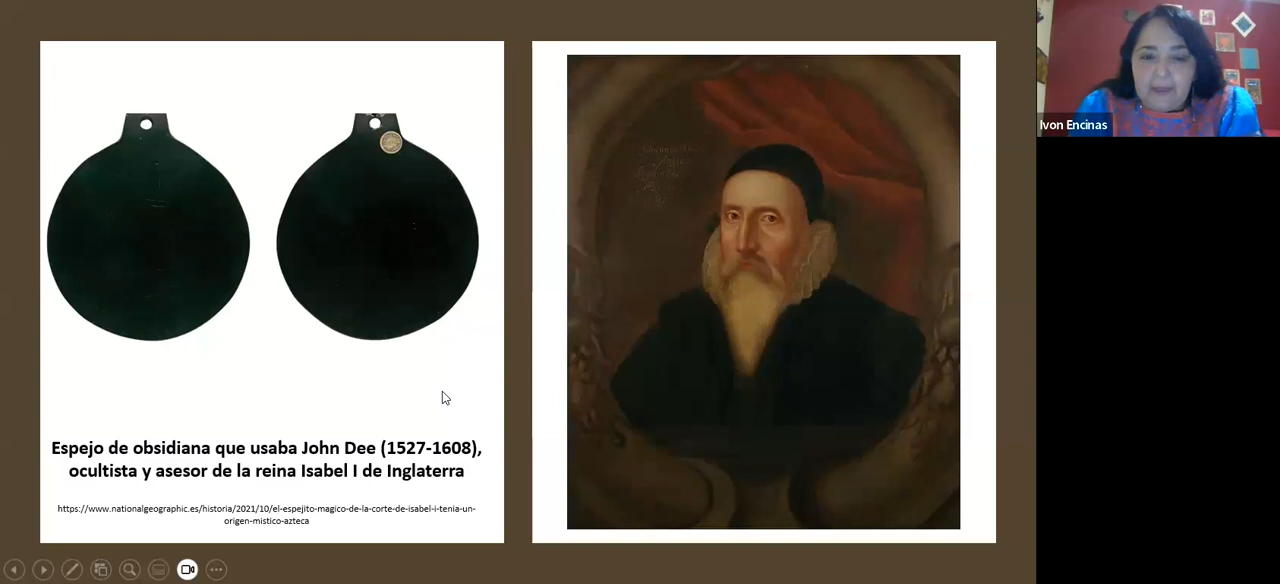 Espejo de obsidiana que usaba John Dee (1527-1608),
ocultista y asesor de la reina Isabel I de Inglaterra
https://www.nationalgeographic.es/historia/2021/10/el-espejito-magico-de-la-corte-de-isabel-i-tenia-un-
origen-mistico-azteca
Ivon Encinas